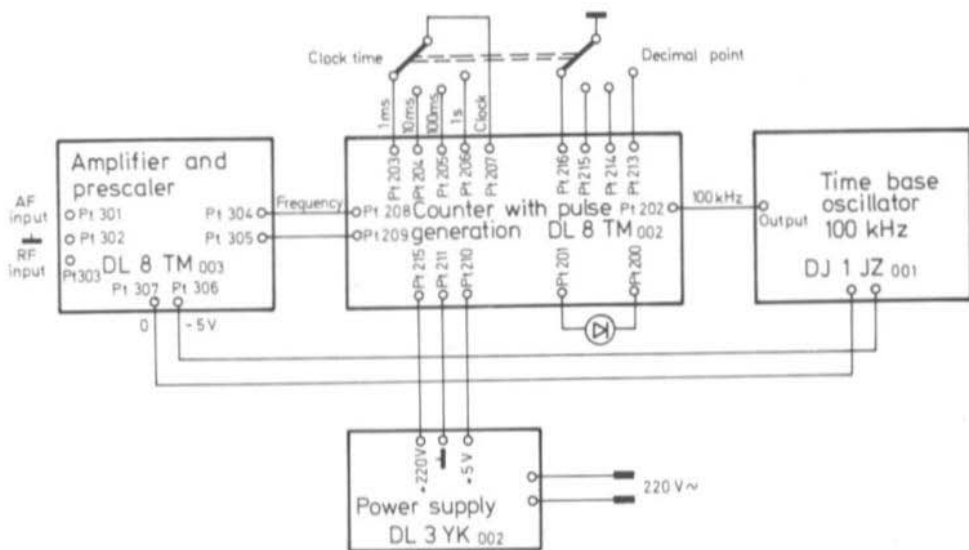 Clock time
Decimal point
1ms
10ms
100ms
1s
Clock
Pt 203
Pt 204
Pt 205
Pt 206
Pt 207
Pt 216
Pt 215
Pt 214
Pt 213
Amplifier and
prescaler
AF
input
RF
input
Pt 301
Pt 302
Pt303
Pt 304
Pt 305
DL 8 TM 003
Pt 307
Pt 306
0
-5V
Frequency
Pt 208
Pt 209
Counter with pulse
generation
DL 8 TM 002
Pt 202
Pt 215
Pt 211
Pt 210
Pt 201
Pt 200
100kHz
Output
Time base
oscillator
100 kHz
DJ 1 JZ 001
+220V
+5V
Power supply
DL 3 YK 002
220 V~